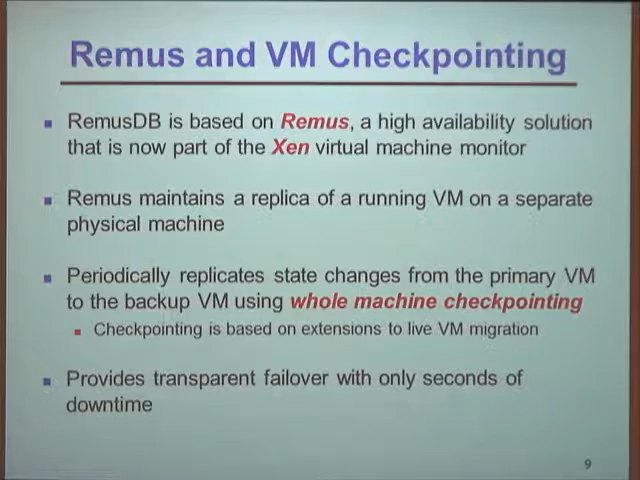 Remus and VM Checkpointing
RemusDB is based on Remus, a high availability solution
that is now part of the Xen virtual machine monitor
Remus maintains a replica of a running VM on a separate
physical machine
Periodically replicates state changes from the primary VM
to the backup VM using whole machine checkpointing
Checkpointing is based on extensions to live VM migration
Provides transparent failover with only seconds of
downtime
9